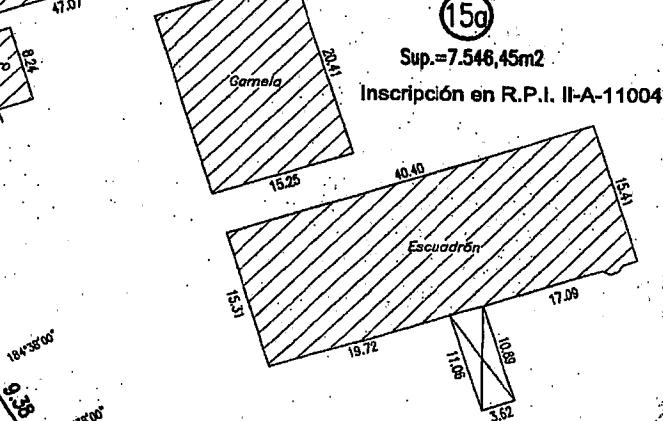 47.07
15a
8.24
20.41
Sup.=7.546,45m2
Gamela
Inscripción en R.P.I. II-A-11004
15.25
40.40
15.41
Escuadrón
15.31
17.09
19.72
11.06
10.89
184°38'00"
9.38
3.62